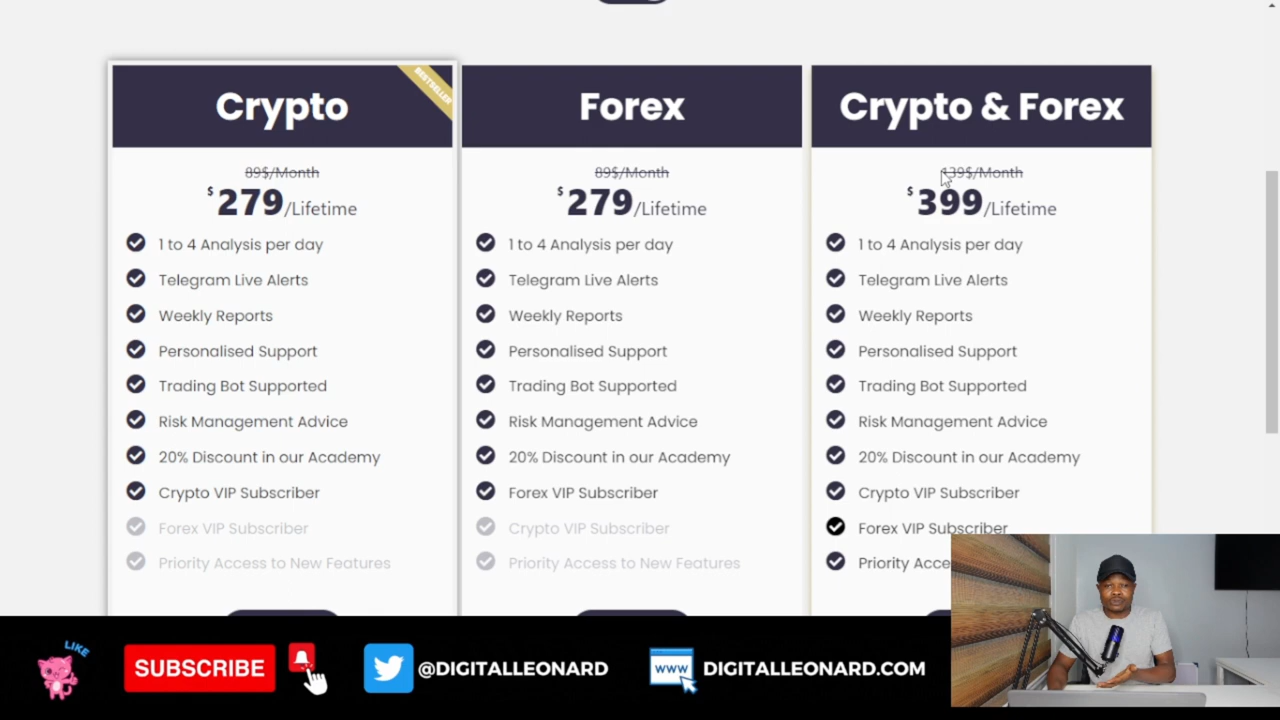 Crypto
BESTSELLER
89$/Month
$279/Lifetime
1 to 4 Analysis per day
Telegram Live Alerts
Weekly Reports
Personalised Support
Trading Bot Supported
Risk Management Advice
20% Discount in our Academy
Crypto VIP Subscriber
Forex VIP Subscriber
Priority Access to New Features
Forex
89$/Month
$279/Lifetime
1 to 4 Analysis per day
Telegram Live Alerts
Weekly Reports
Personalised Support
Trading Bot Supported
Risk Management Advice
20% Discount in our Academy
Forex VIP Subscriber
Crypto VIP Subscriber
Priority Access to New Features
Crypto & Forex
139$/Month
$399/Lifetime
1 to 4 Analysis per day
Telegram Live Alerts
Weekly Reports
Personalised Support
Trading Bot Supported
Risk Management Advice
20% Discount in our Academy
Crypto VIP Subscriber
Forex VIP Subscriber
Priority Acce
LIKE
SUBSCRIBE
@DIGITALLEONARD
WWW
DIGITALLEONARD.COM